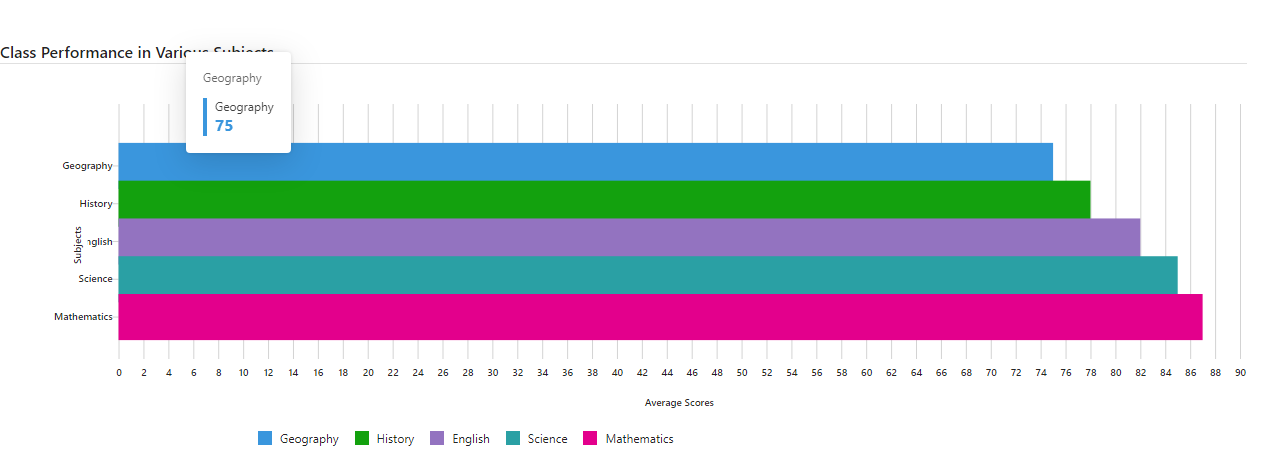 Class Performance in Various Subjects
Geography
Geography
75
Geography
History
nglish
Science
Mathematics
Subjects
0 2 4 6 8 10 12 14 16 18 20 22 24 26 28 30 32 34 36 38 40 42 44 46 48 50 52 54 56 58 60 62 64 66 68 70 72 74 76 78 80 82 84 86 88 90
Average Scores
Geography History English Science Mathematics